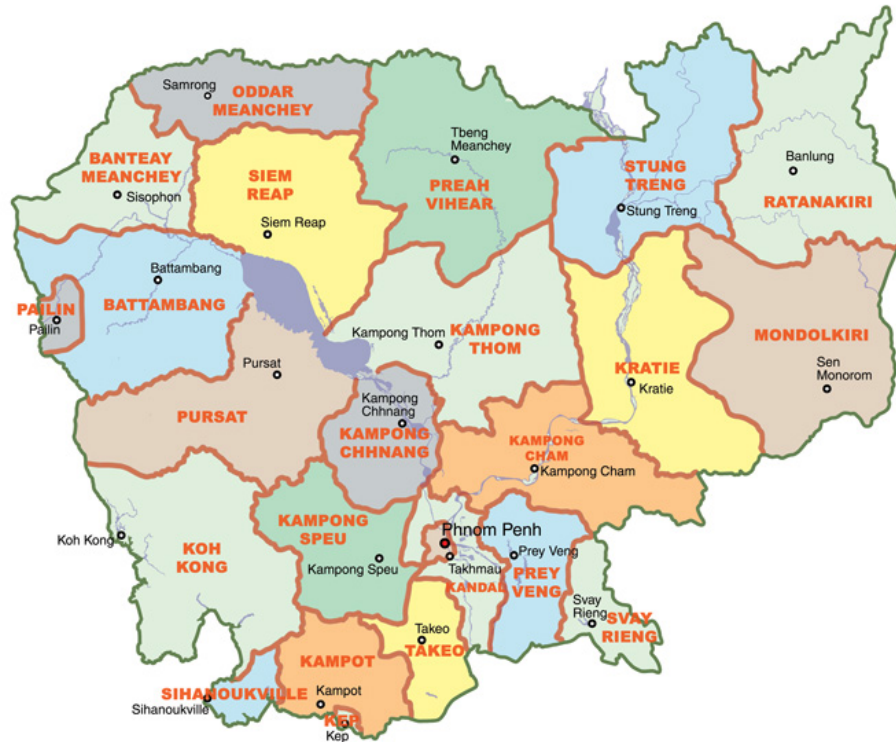 Samrong
ODDAR
MEANCHEY
Tbeng
Meanchey
PREAH
VIHEAR
STUNG
TRENG
Stung Treng
Banlung
RATANAKIRI
BANTEAY
MEANCHEY
Sisophon
SIEM
REAP
Siem Reap
Battambang
BATTAMBANG
PAILIN
Pailin
Kampong Thom
KAMPONG
THOM
KRATIE
Kratie
MONDOLKIRI
Sen
Monorom
Pursat
PURSAT
Kampong
Chhnang
KAMPONG
CHHNANG
KAMPONG
CHAM
Kampong Cham
Koh Kong
KOH
KONG
KAMPONG
SPEU
Kampong Speu
Phnom Penh
Takhmau
KANDAL
Prey Veng
PREY
VENG
Svay
Rieng
SVAY
RIENG
Takeo
TAKEO
KAMPOT
Kampot
SIHANOUKVILLE
Sihanoukville
KEP
Kep